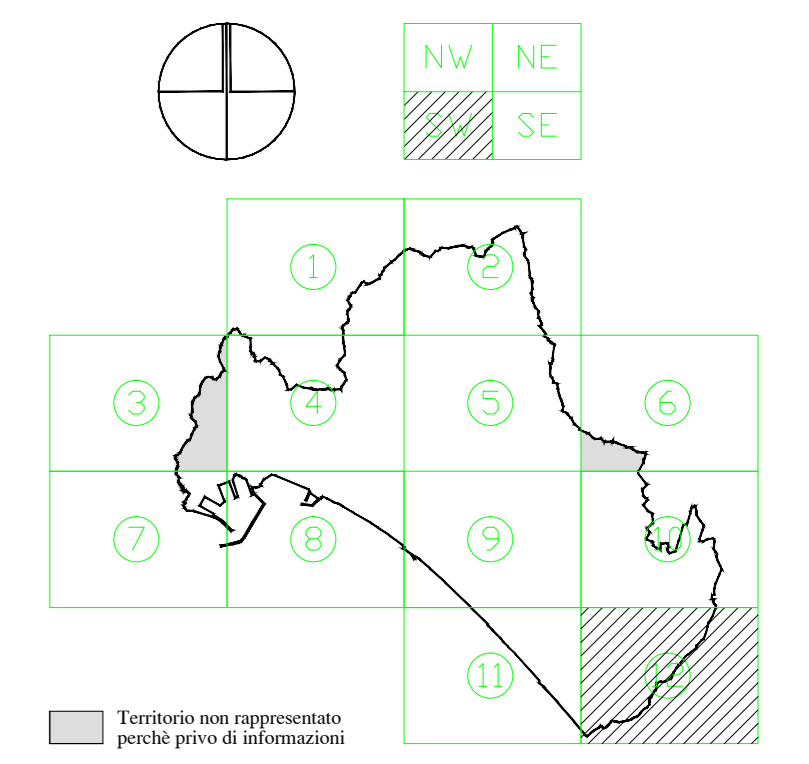 NW NE
SW SE
1 2
3 4 5 6
7 8 9 10
11 12
Territorio non rappresentato
perchè privo di informazioni